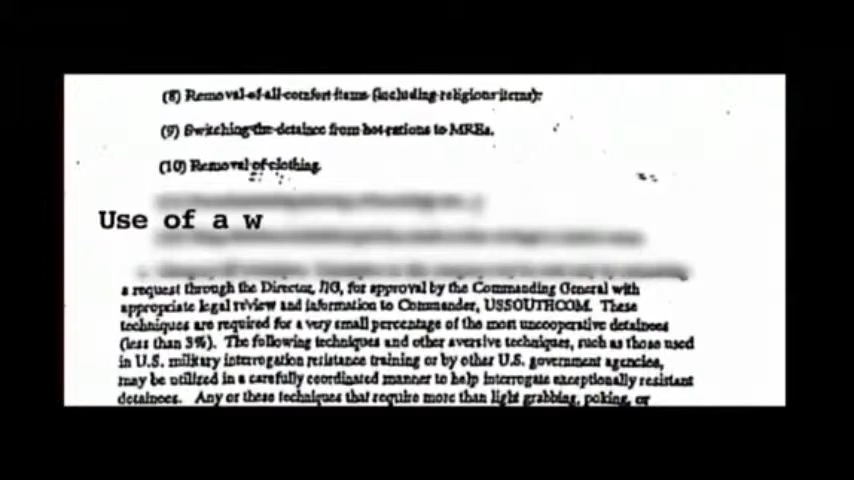 (8) Removal of all comfort items (including religious items).
(9) Switching the detainee from hot rations to MREs.
(10) Removal of clothing.
Use of a w
a request through the Director, JIG, for approval by the Commanding General with
appropriate legal review and information to Commander, USSOUTHCOM. These
techniques are required for a very small percentage of the most uncooperative detainees
(less than 3%). The following techniques and other aversive techniques, such as those used
in U.S. military interrogation resistance training or by other U.S. government agencies,
may be utilized in a carefully coordinated manner to help interrogate exceptionally resistant
detainees. Any or these techniques that require more than light grabbing, poking, or